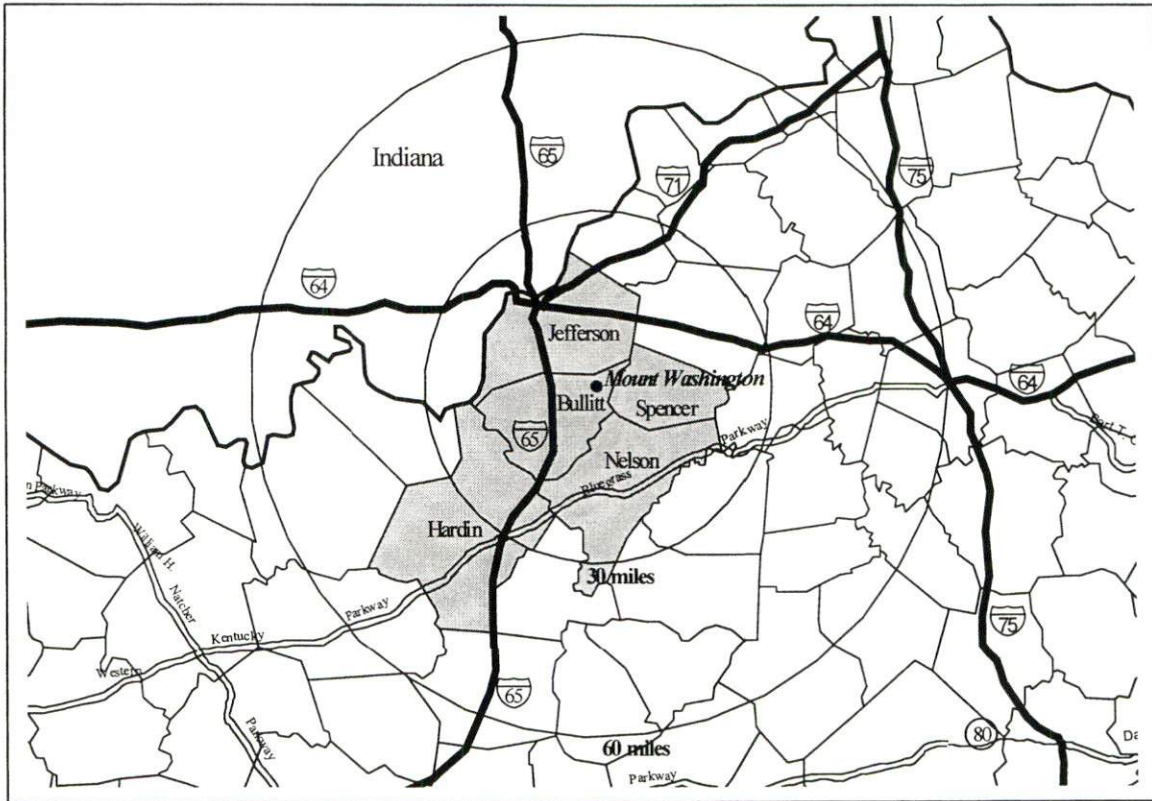 65
Indiana
71
75
64
64
Jefferson
Mount Washington
64
Bullitt
Spencer
65
Parkway
Nelson
Bluegrass
Parkway
Hardin
William H.
30 miles
Natcher
Parkway
Kentucky
75
Western
65
Parkway
80
60 miles
Parkway